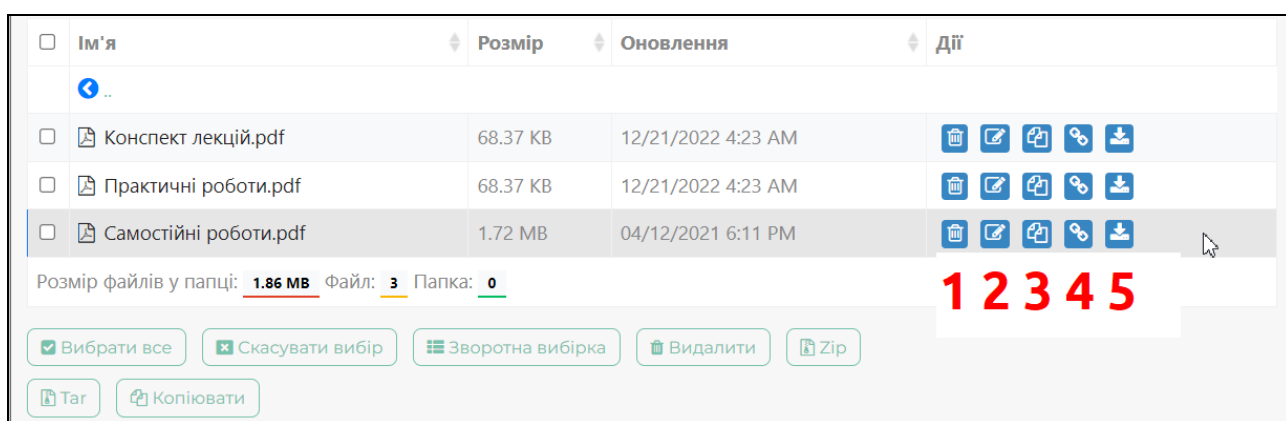 Ім'я Розмір Оновлення Дії
..
Конспект лекцій.pdf 68.37 KB 12/21/2022 4:23 AM
Практичні роботи.pdf 68.37 KB 12/21/2022 4:23 AM
Самостійні роботи.pdf 1.72 MB 04/12/2021 6:11 PM
Розмір файлів у папці: 1.86 MB Файл: 3 Папка: 0
1 2 3 4 5
Вибрати все Скасувати вибір Зворотна вибірка Видалити Zip
Tar Копіювати